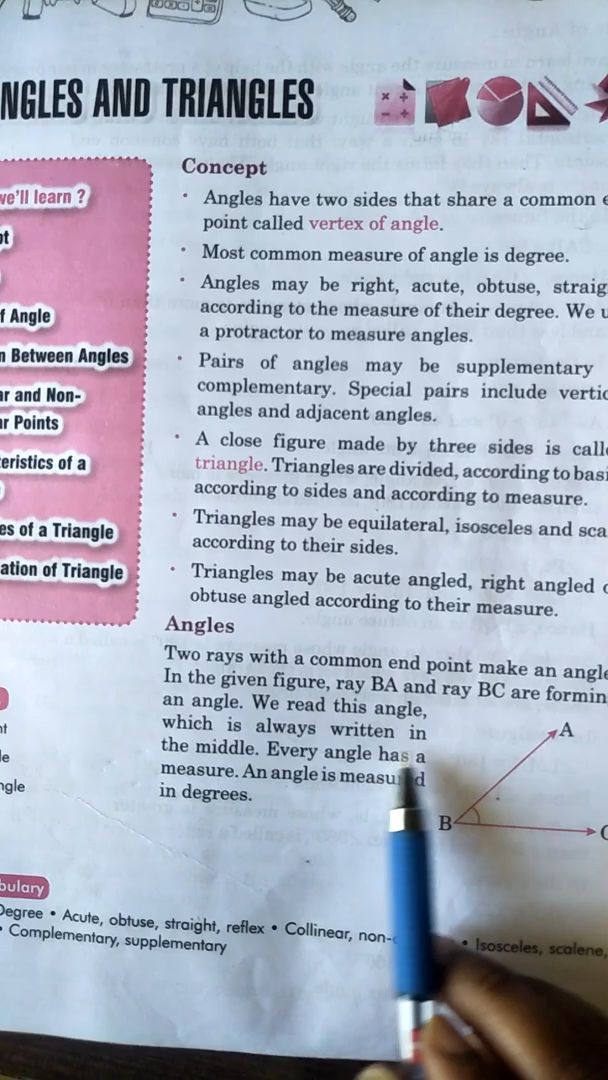 NGLES AND TRIANGLES
we'll learn ?
f Angle
n Between Angles
ar and Non-
r Points
teristics of a
es of a Triangle
ation of Triangle
Concept
• Angles have two sides that share a common
point called vertex of angle.
• Most common measure of angle is degree.
• Angles may be right, acute, obtuse, straig
according to the measure of their degree. We u
a protractor to measure angles.
• Pairs of angles may be supplementary
complementary. Special pairs include vertic
angles and adjacent angles.
• A close figure made by three sides is calle
triangle. Triangles are divided, according to basi
according to sides and according to measure.
• Triangles may be equilateral, isosceles and sca
according to their sides.
• Triangles may be acute angled, right angled
obtuse angled according to their measure.
Angles
Two rays with a common end point make an angle
In the given figure, ray BA and ray BC are formin
an angle. We read this angle,
which is always written in
the middle. Every angle has a
measure. An angle is measu d
in degrees.
A
B
C
ngle
bulary
Degree • Acute, obtuse, straight, reflex • Collinear, non- • Isosceles, scalene,
• Complementary, supplementary